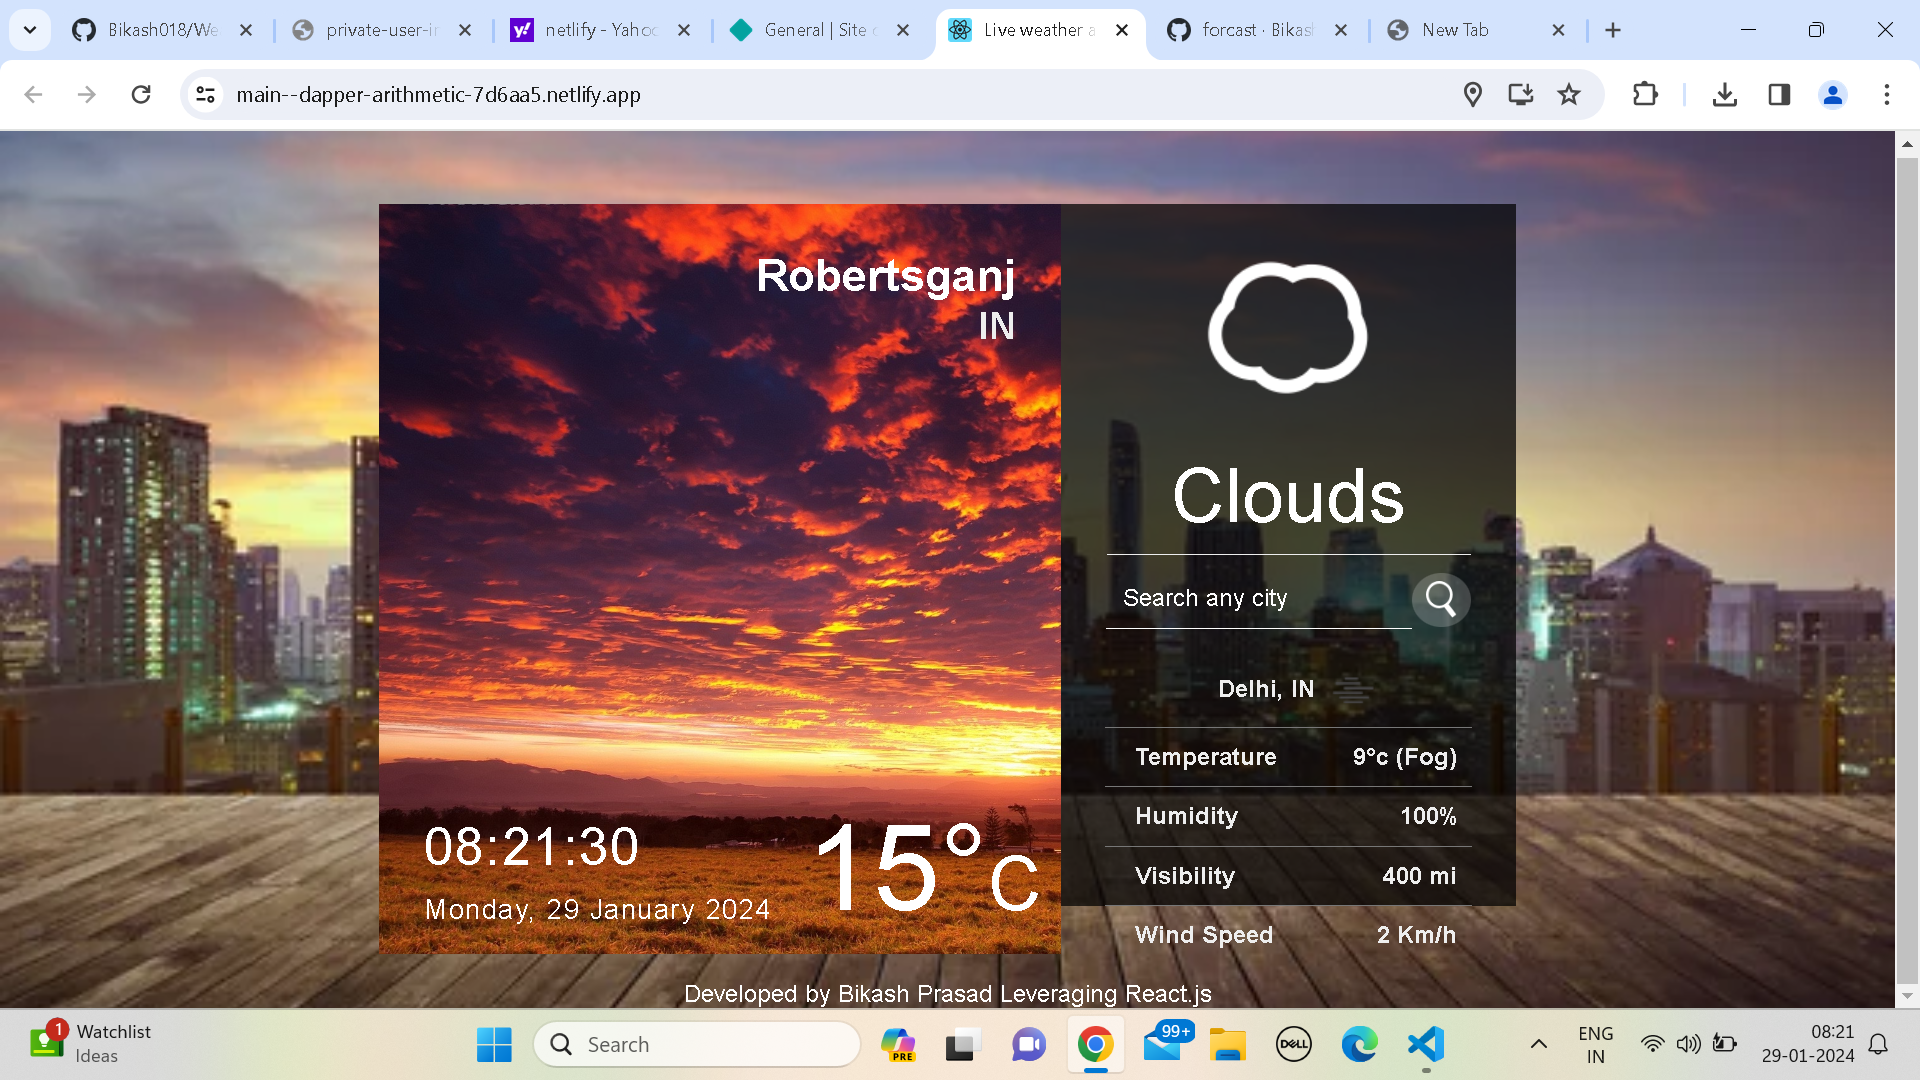 Bikash018/We
private-user-i
netlify - Yahoo
General | Site c
Live weather a
forcast · Bikas
New Tab
main--dapper-arithmetic-7d6aa5.netlify.app
Robertsganj
IN
08:21:30
Monday, 29 January 2024
15°C
Clouds
Search any city
Delhi, IN
Temperature 9°c (Fog)
Humidity 100%
Visibility 400 mi
Wind Speed 2 Km/h
Developed by Bikash Prasad Leveraging React.js
1
Watchlist
Ideas
Search
PRE
99+
DELL
ENG
IN
08:21
29-01-2024